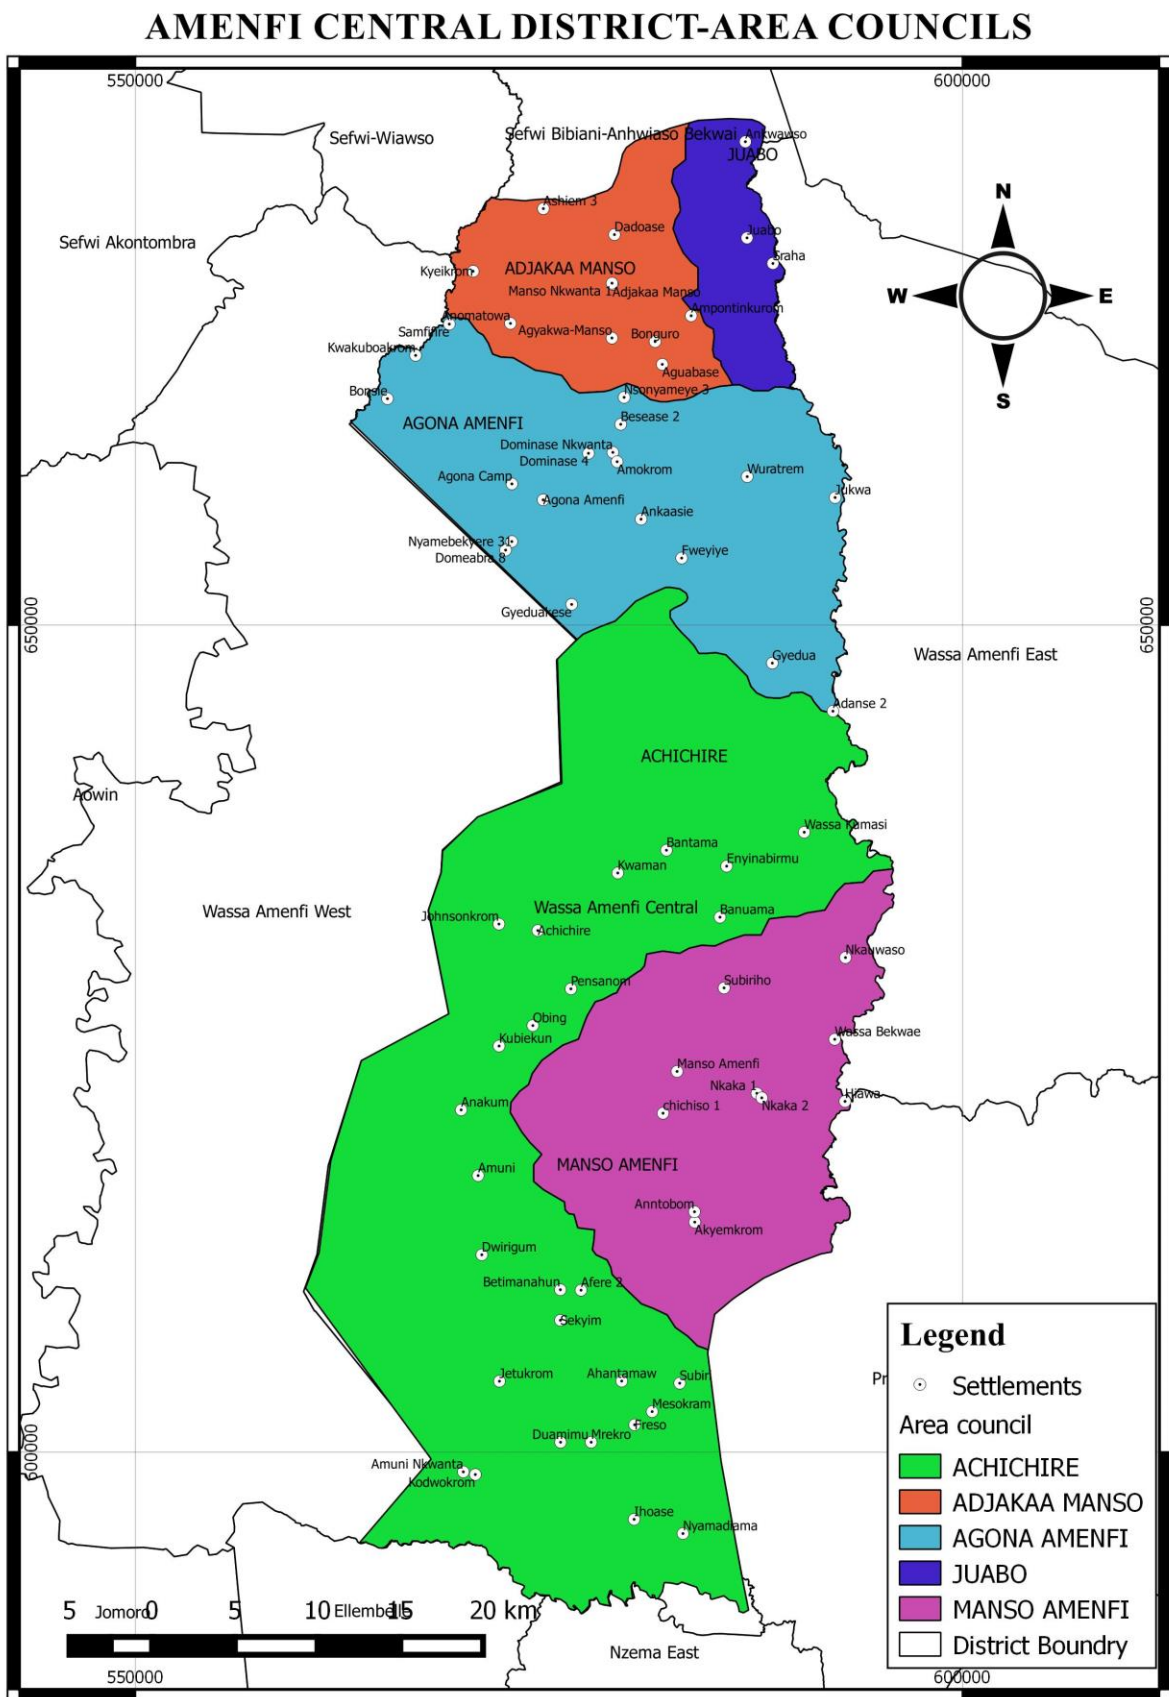 AMENFI CENTRAL DISTRICT-AREA COUNCILS
550000
600000
Sefwi-Wiawso
Sefwi Bibiani-Anhwiaso Bekwai
Ankwawso
JUABO
Ashiem 3
Dadoase
Juabo
Sefwi Akontombra
Sraha
Kyeikrom
ADJAKAA MANSO
Manso Nkwanta 1
Adjakaa Manso
N
W
E
S
Ampontinkurom
Anomatowa
Samfifire
Agyakwa-Manso
Bonguro
Kwakuboakrom
Aguabase
Bonsie
Nsonyameye 3
AGONA AMENFI
Besease 2
Dominase Nkwanta
Dominase 4
Amokrom
Agona Camp
Wuratrem
Jukwa
Agona Amenfi
Ankaasie
Nyamebekyere 31
Domeabra 8
Fweyiye
Gyeduakese
650000
650000
Gyedua
Wassa Amenfi East
Adanse 2
ACHICHIRE
Aowin
Wassa Kamasi
Bantama
Kwaman
Enyinabirmu
Wassa Amenfi West
Wassa Amenfi Central
Johnsonkrom
Achichire
Banuama
Nkauwaso
Pensanom
Subiriho
Obing
Kubiekun
Wassa Bekwae
Manso Amenfi
Nkaka 1
Nkaka 2
Hiawa
Anakum
chichiso 1
Amuni
MANSO AMENFI
Anntobom
Akyemkrom
Dwirigum
Betimanahun
Afere 2
Sekyim
Jetukrom
Ahantamaw
Subiri
Mesokram
Freso
Duamimu
Mrekro
600000
Amuni Nkwanta
Kodwokrom
Ihoase
Nyamadiama
Legend
Pr
Settlements
Area council
ACHICHIRE
ADJAKAA MANSO
AGONA AMENFI
JUABO
MANSO AMENFI
District Boundry
5 0 5 10 15 20 km
Jomoro
Ellembelle
Nzema East
550000
600000